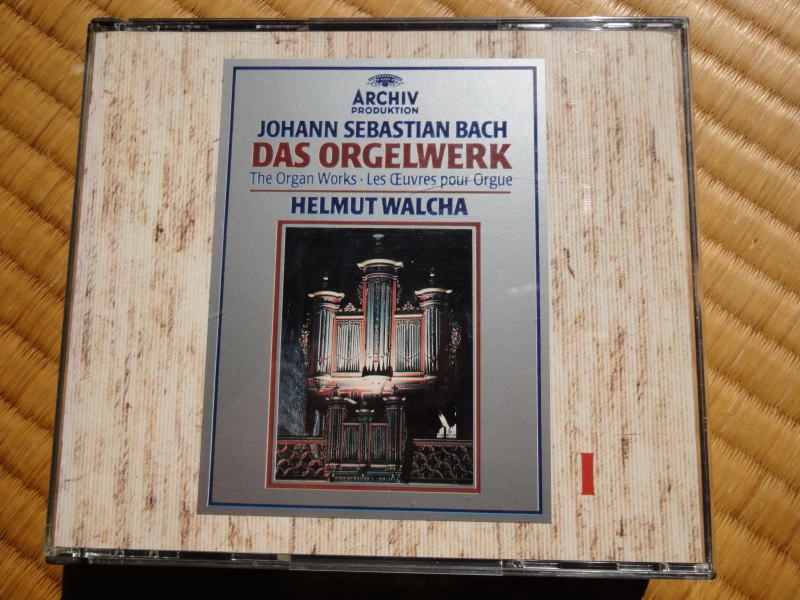 ARCHIV
PRODUKTION
JOHANN SEBASTIAN BACH
DAS ORGELWERK
The Organ Works · Les Œuvres pour Orgue
HELMUT WALCHA
I